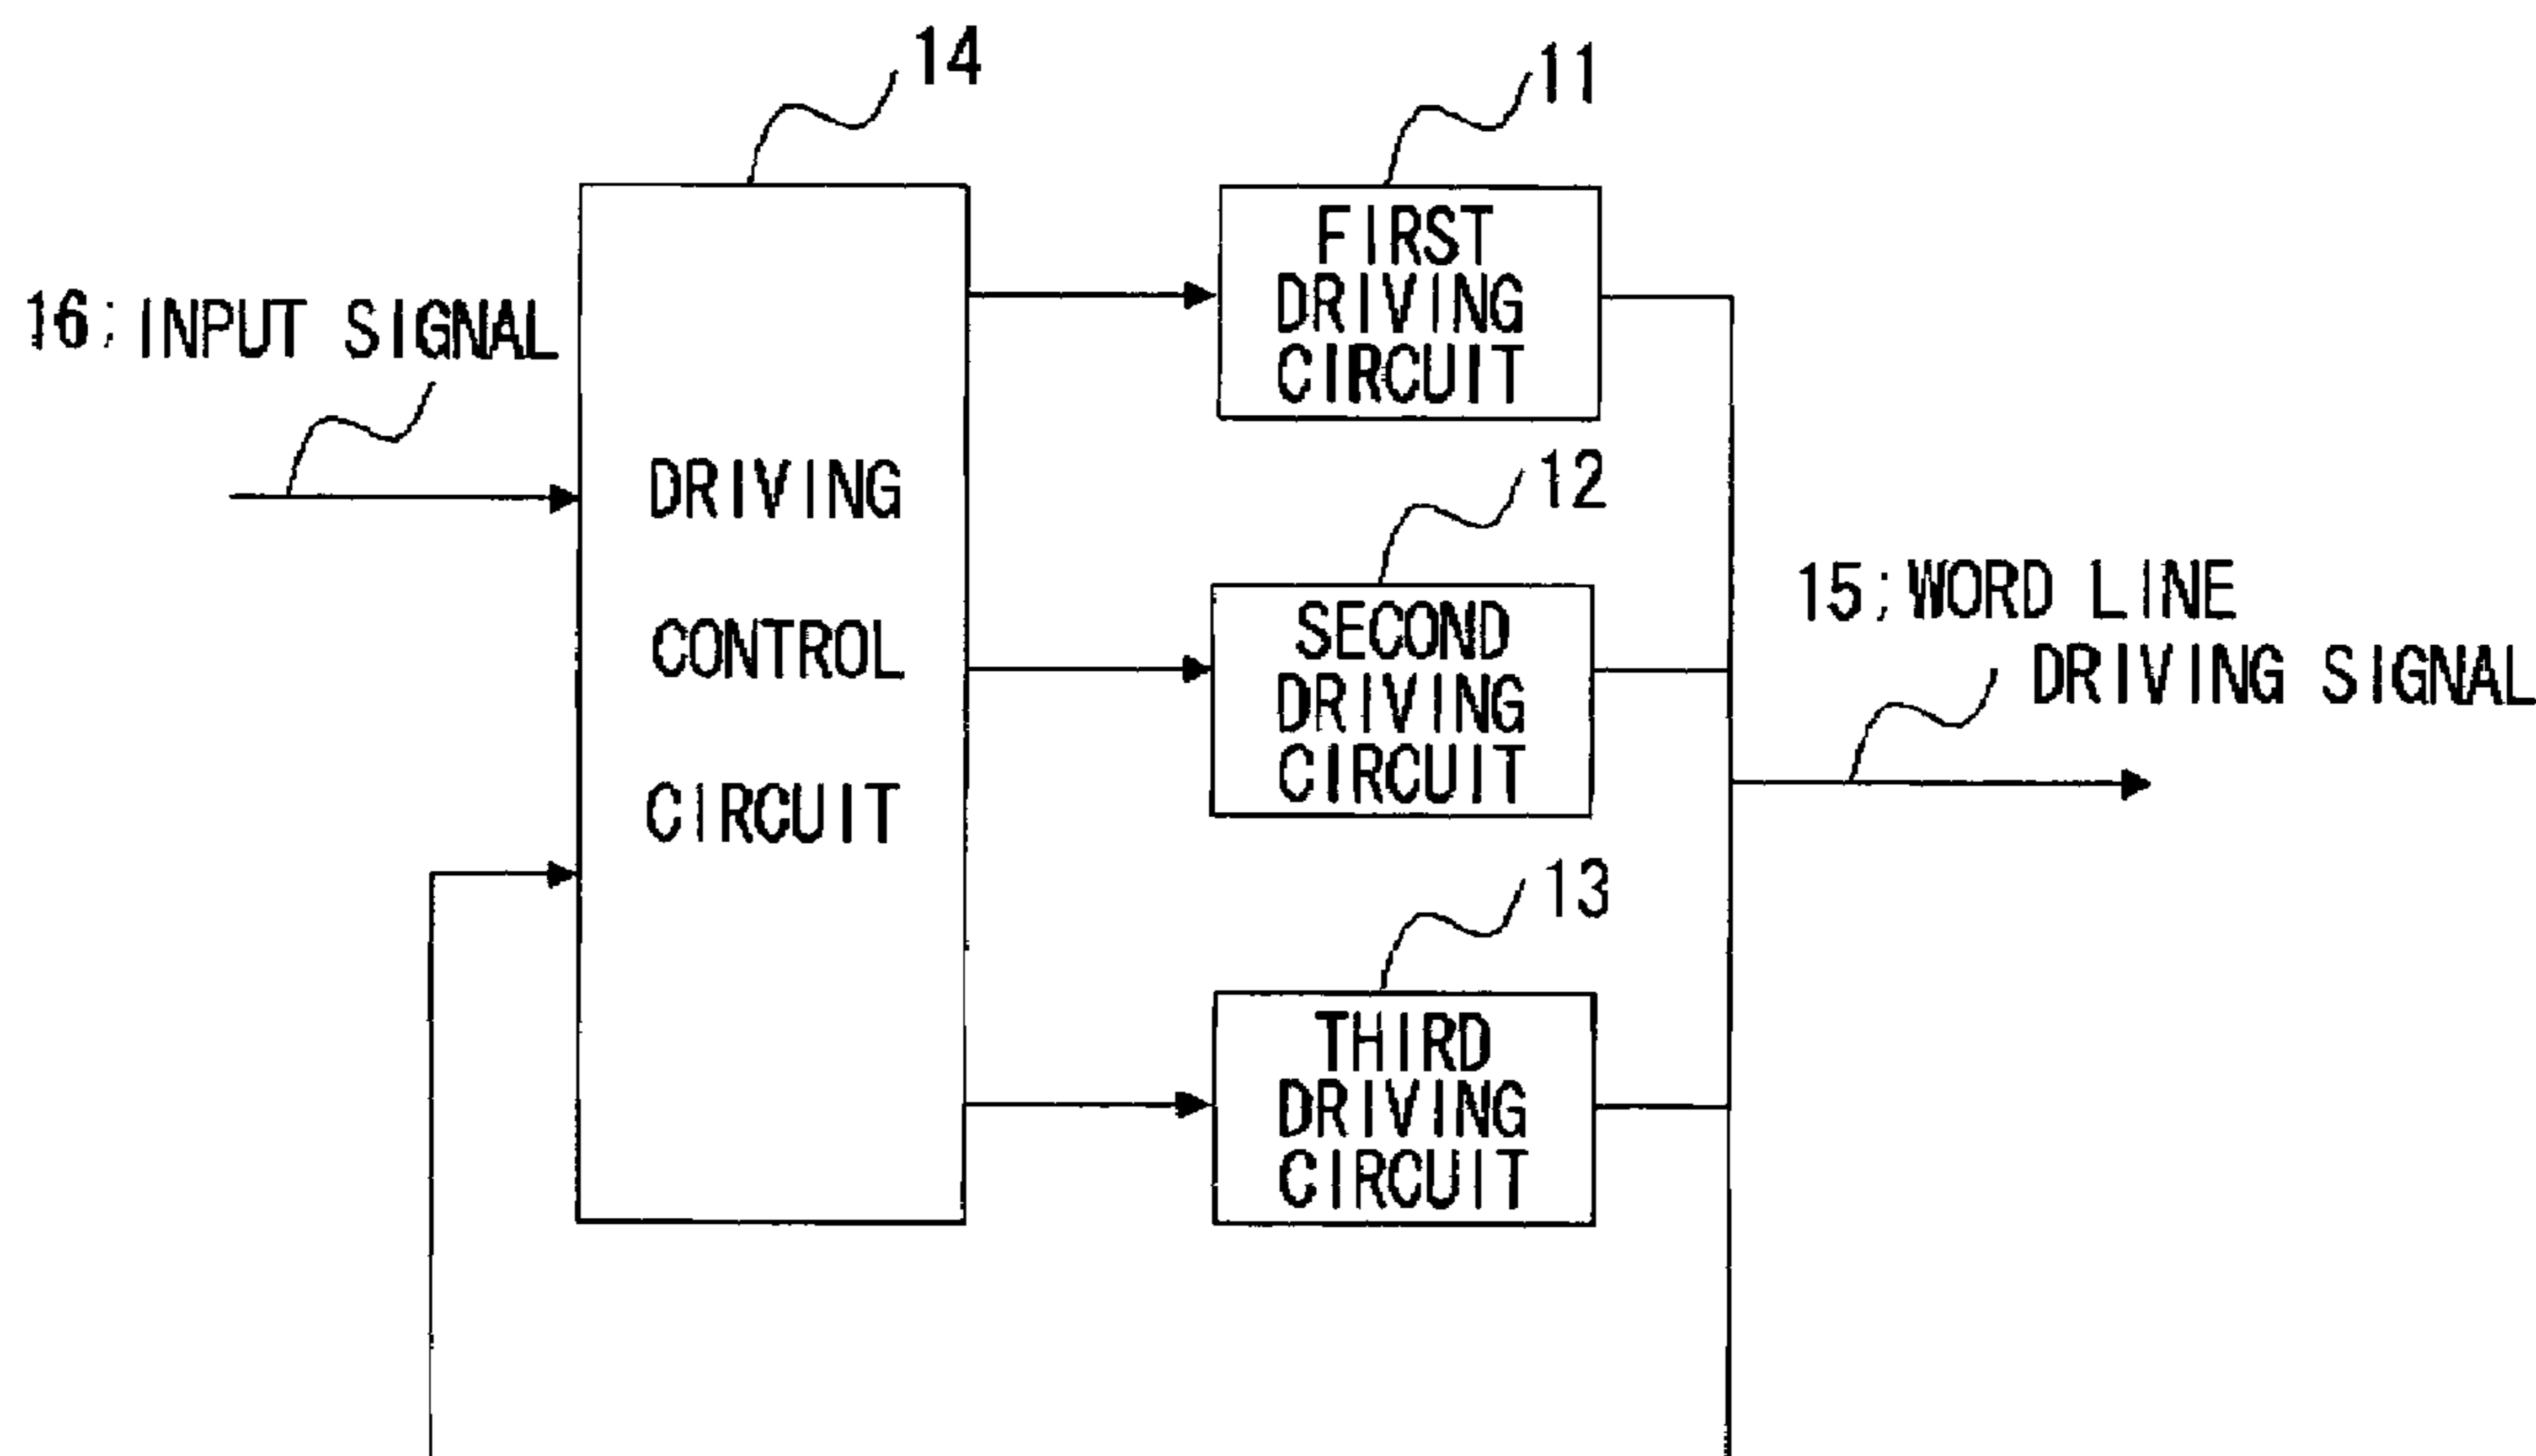 14
11
FIRST
DRIVING
CIRCUIT
16; INPUT SIGNAL
DRIVING
CONTROL
CIRCUIT
12
SECOND
DRIVING
CIRCUIT
15; WORD LINE
DRIVING SIGNAL
13
THIRD
DRIVING
CIRCUIT